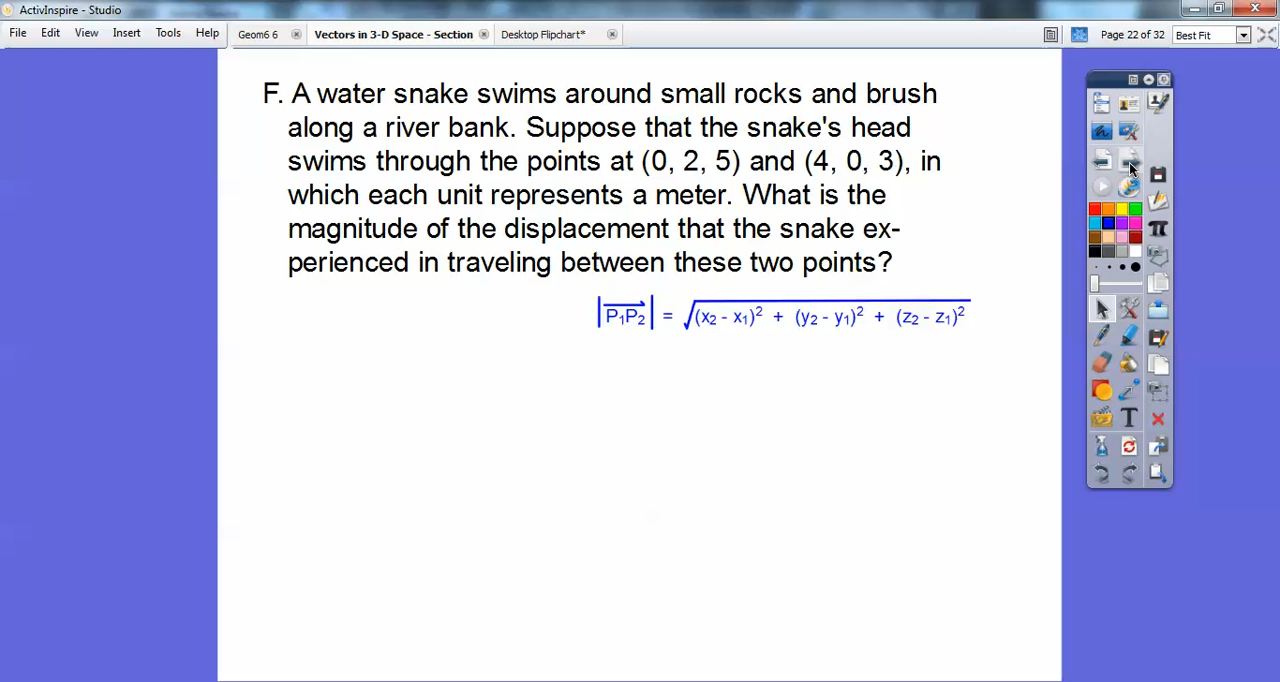 ActivInspire - Studio
File Edit View Insert Tools Help Geom6 6 Vectors in 3-D Space - Section Desktop Flipchart* Page 22 of 32 Best Fit
F. A water snake swims around small rocks and brush
along a river bank. Suppose that the snake's head
swims through the points at (0, 2, 5) and (4, 0, 3), in
which each unit represents a meter. What is the
magnitude of the displacement that the snake ex-
perienced in traveling between these two points?
|P₁P₂| = √(x₂ - x₁)² + (y₂ - y₁)² + (z₂ - z₁)²